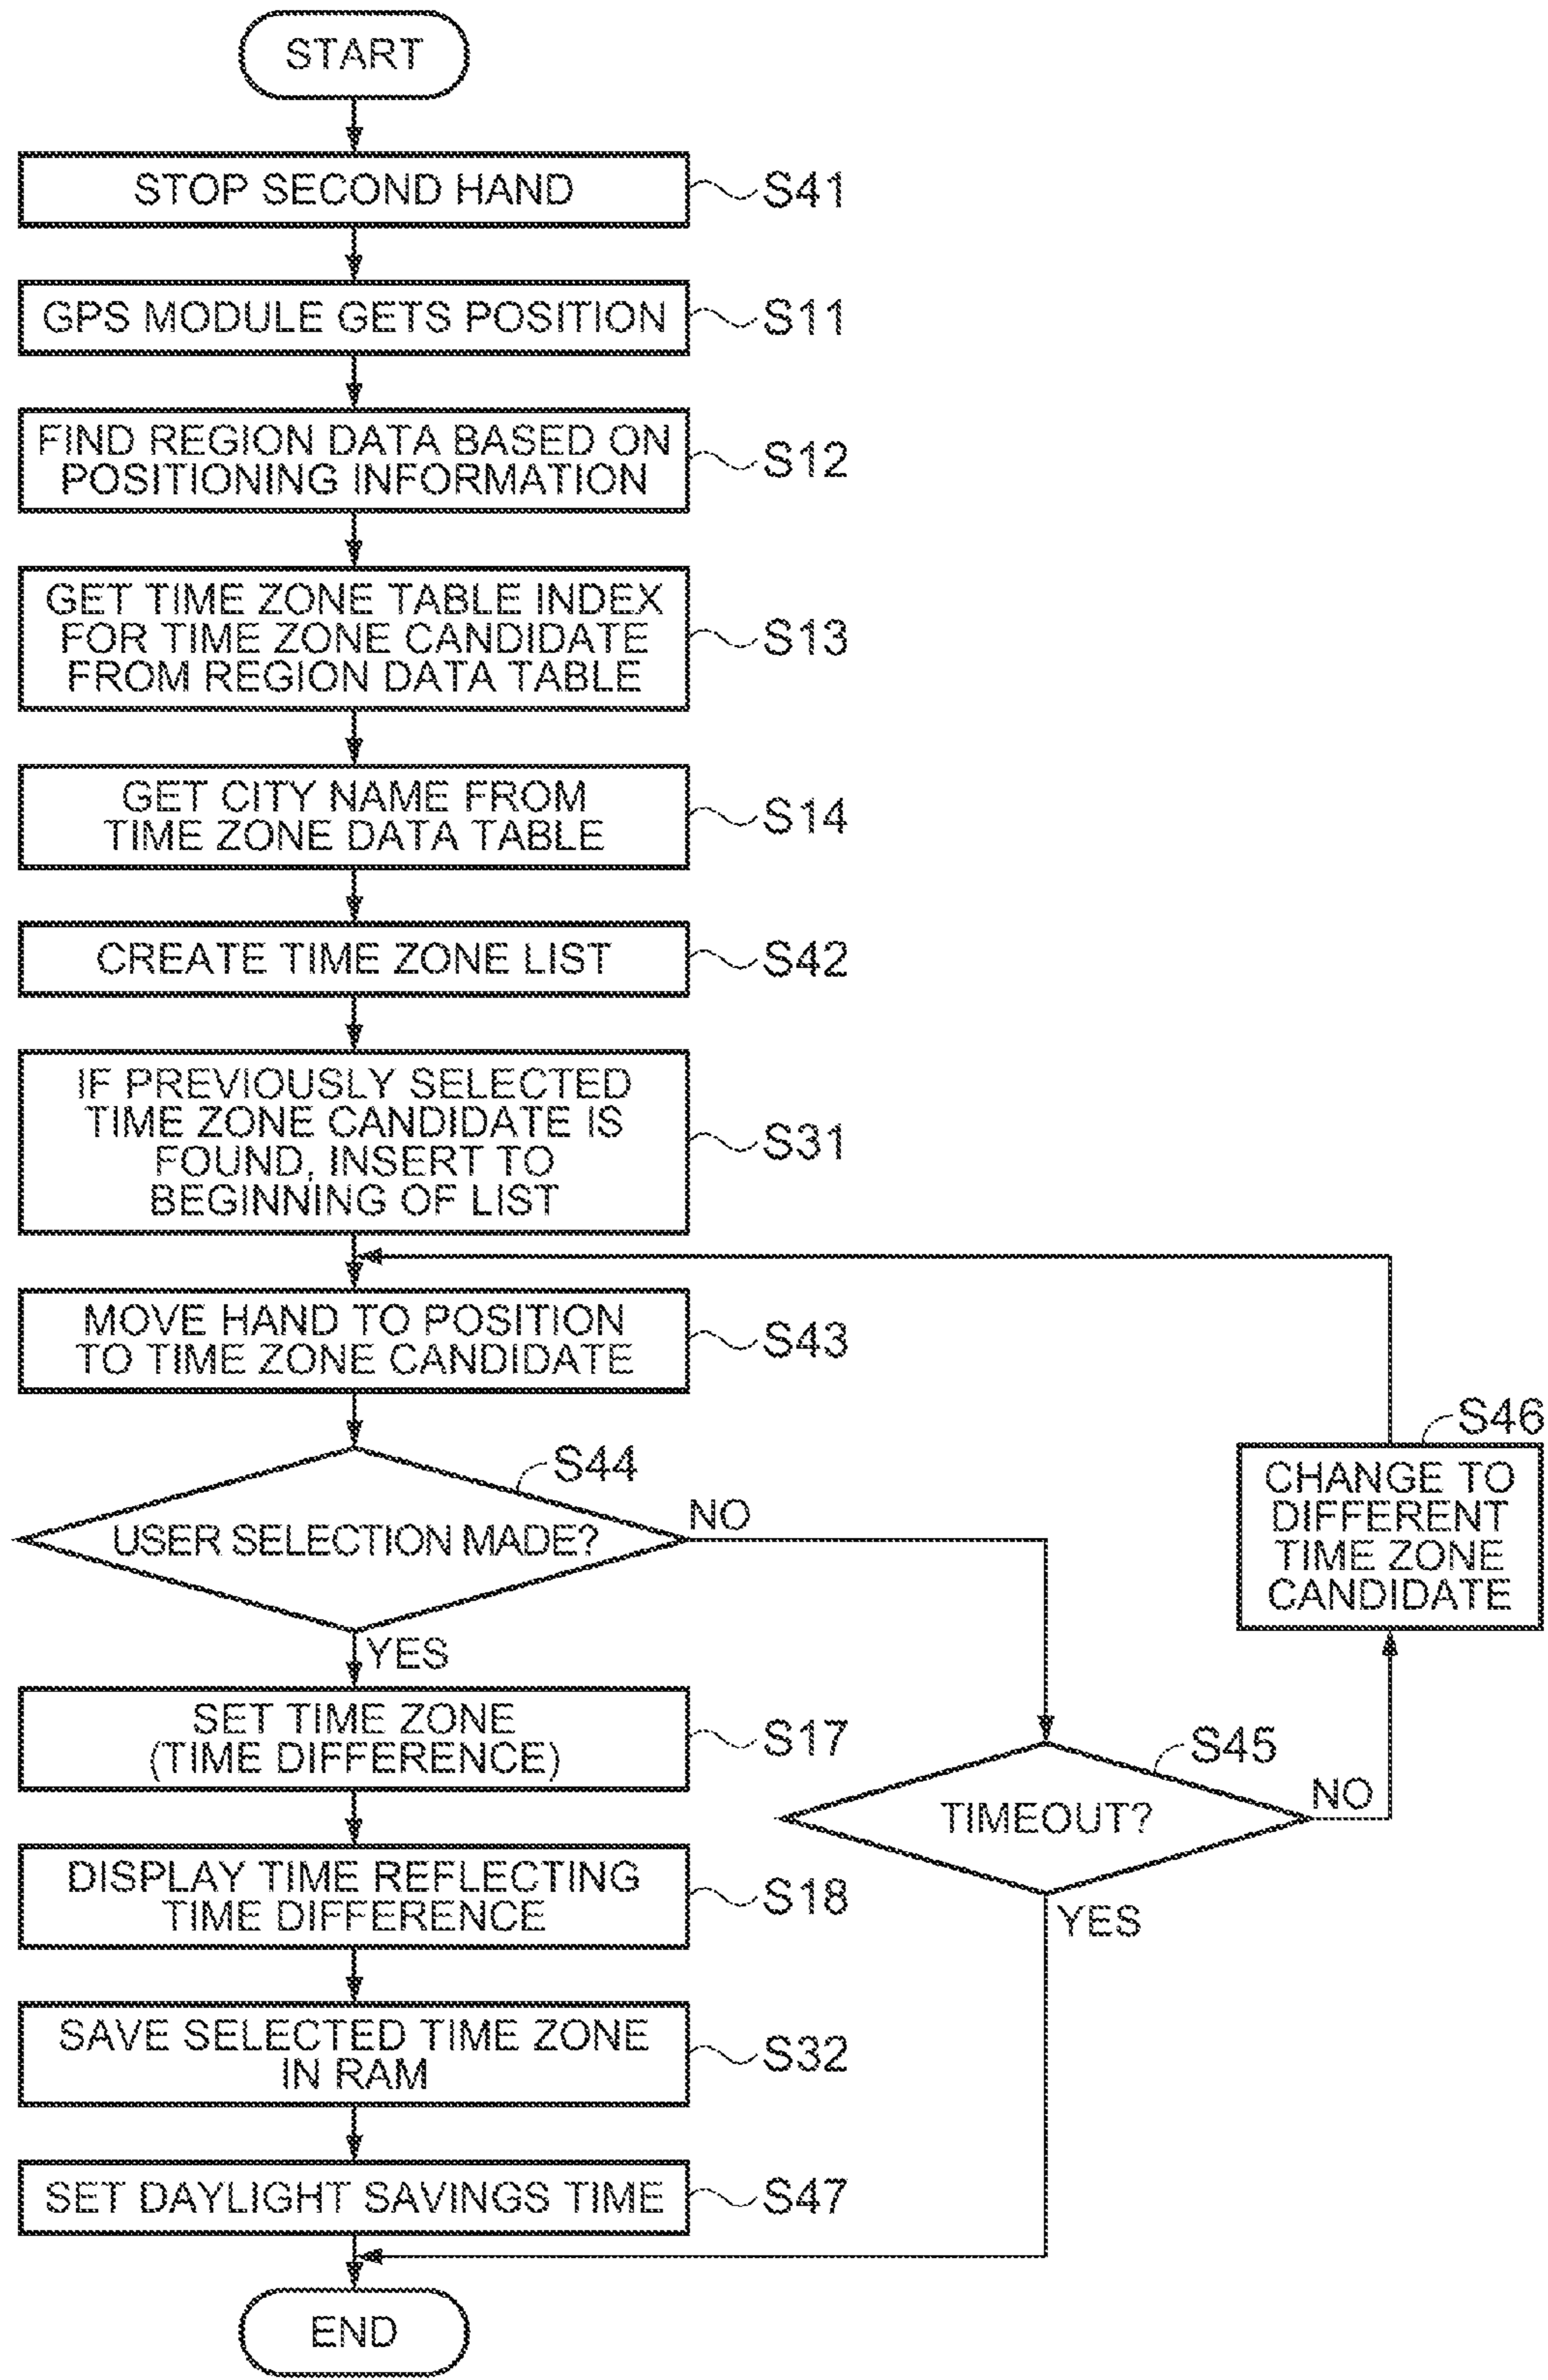 START
STOP SECOND HAND
S41
GPS MODULE GETS POSITION
S11
FIND REGION DATA BASED ON
POSITIONING INFORMATION
S12
GET TIME ZONE TABLE INDEX
FOR TIME ZONE CANDIDATE
FROM REGION DATA TABLE
S13
GET CITY NAME FROM
TIME ZONE DATA TABLE
S14
CREATE TIME ZONE LIST
S42
IF PREVIOUSLY SELECTED
TIME ZONE CANDIDATE IS
FOUND, INSERT TO
BEGINNING OF LIST
S31
MOVE HAND TO POSITION
TO TIME ZONE CANDIDATE
S43
S44
USER SELECTION MADE?
NO
YES
S46
CHANGE TO
DIFFERENT
TIME ZONE
CANDIDATE
SET TIME ZONE
(TIME DIFFERENCE)
S17
S45
TIMEOUT?
NO
YES
DISPLAY TIME REFLECTING
TIME DIFFERENCE
S18
SAVE SELECTED TIME ZONE
IN RAM
S32
SET DAYLIGHT SAVINGS TIME
S47
END